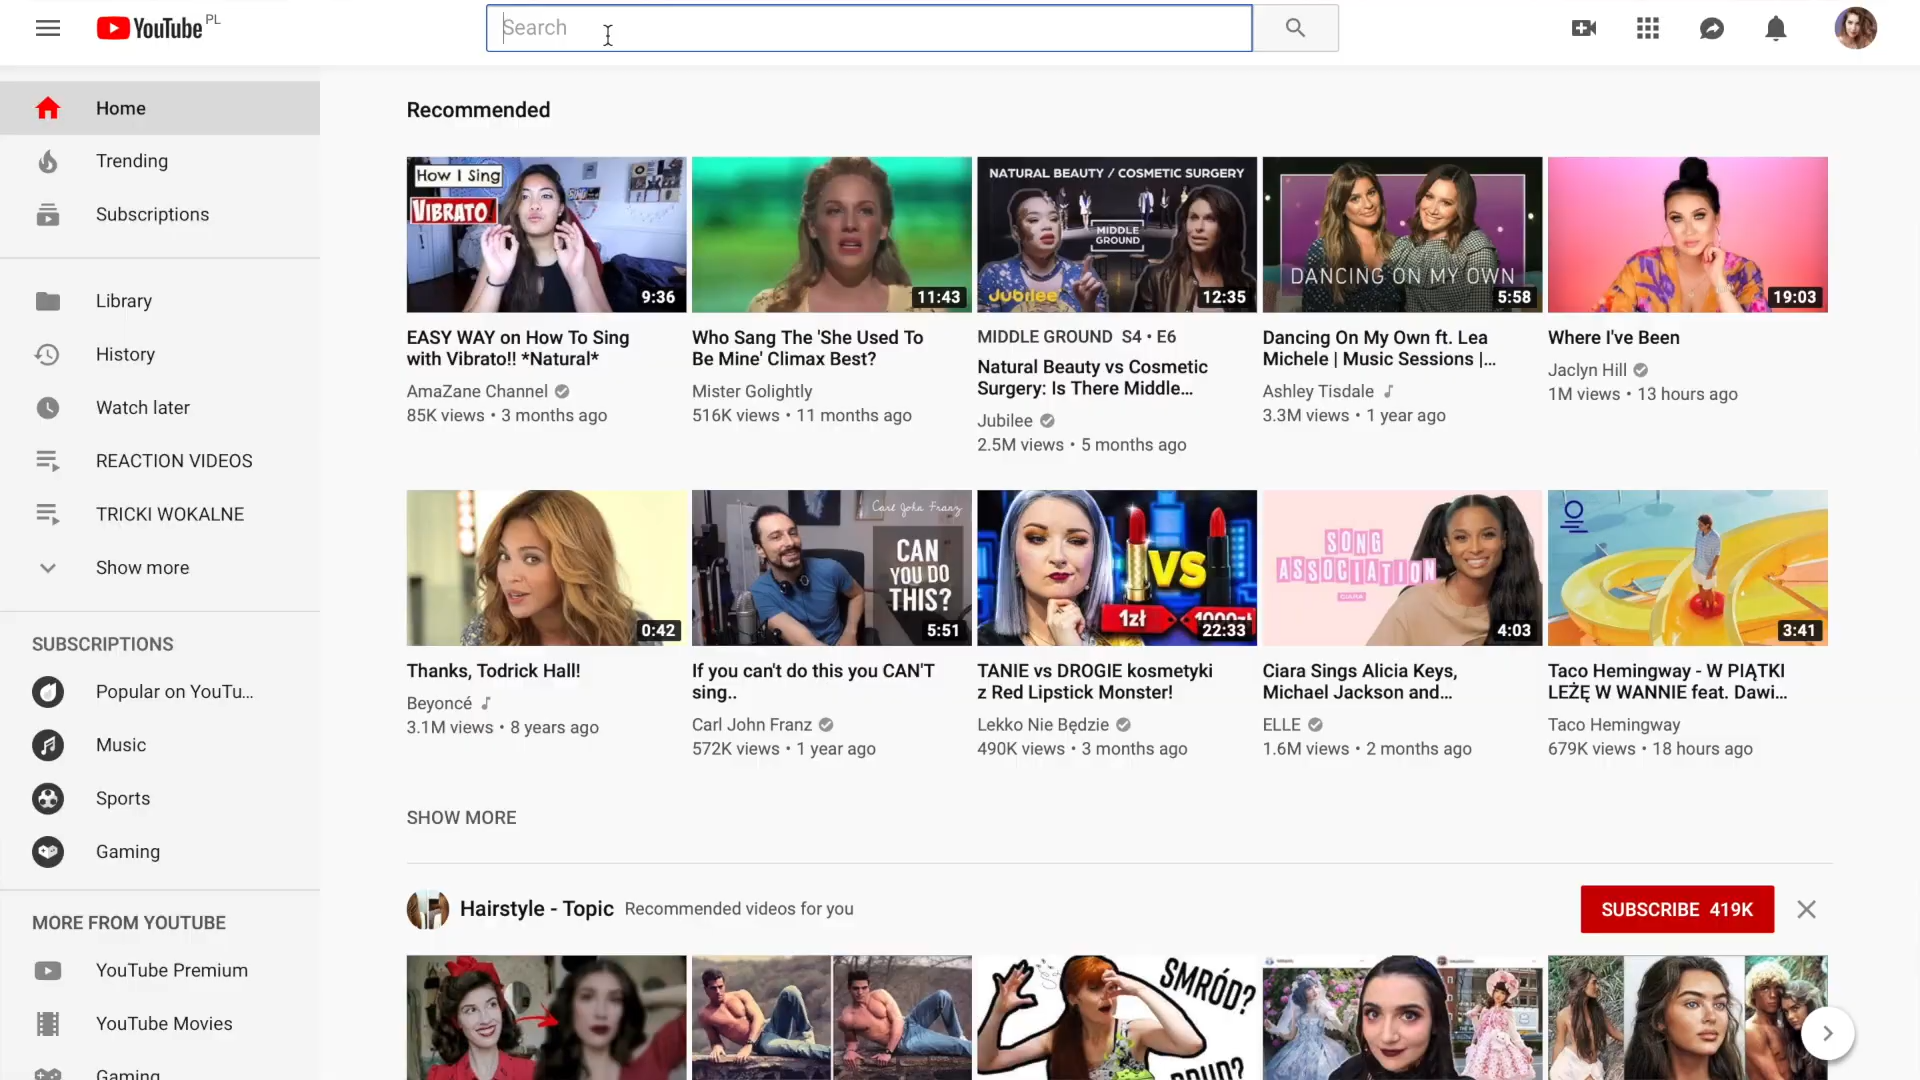 YouTube PL
Search
Home
Trending
Subscriptions
Library
History
Watch later
REACTION VIDEOS
TRICKI WOKALNE
Show more
SUBSCRIPTIONS
Popular on YouTu...
Music
Sports
Gaming
MORE FROM YOUTUBE
YouTube Premium
YouTube Movies
Gaming
Recommended
How I Sing
VIBRATO
9:36
EASY WAY on How To Sing
with Vibrato!! *Natural*
AmaZane Channel
85K views • 3 months ago
11:43
Who Sang The 'She Used To
Be Mine' Climax Best?
Mister Golightly
516K views • 11 months ago
NATURAL BEAUTY / COSMETIC SURGERY
MIDDLE
GROUND
Jubilee
12:35
MIDDLE GROUND S4 • E6
Natural Beauty vs Cosmetic
Surgery: Is There Middle...
Jubilee
2.5M views • 5 months ago
DANCING ON MY OWN
5:58
Dancing On My Own ft. Lea
Michele | Music Sessions |...
Ashley Tisdale
3.3M views • 1 year ago
19:03
Where I've Been
Jaclyn Hill
1M views • 13 hours ago
0:42
Thanks, Todrick Hall!
Beyoncé
3.1M views • 8 years ago
Carl John Franz
CAN
YOU DO
THIS?
5:51
If you can't do this you CAN'T
sing..
Carl John Franz
572K views • 1 year ago
VS
1zł
1000zł
22:33
TANIE vs DROGIE kosmetyki
z Red Lipstick Monster!
Lekko Nie Będzie
490K views • 3 months ago
SONG
ASSOCIATION
CIARA
4:03
Ciara Sings Alicia Keys,
Michael Jackson and...
ELLE
1.6M views • 2 months ago
3:41
Taco Hemingway - W PIĄTKI
LEŻĘ W WANNIE feat. Dawi...
Taco Hemingway
679K views • 18 hours ago
SHOW MORE
Hairstyle - Topic Recommended videos for you
SUBSCRIBE 419K
SMRÓD?